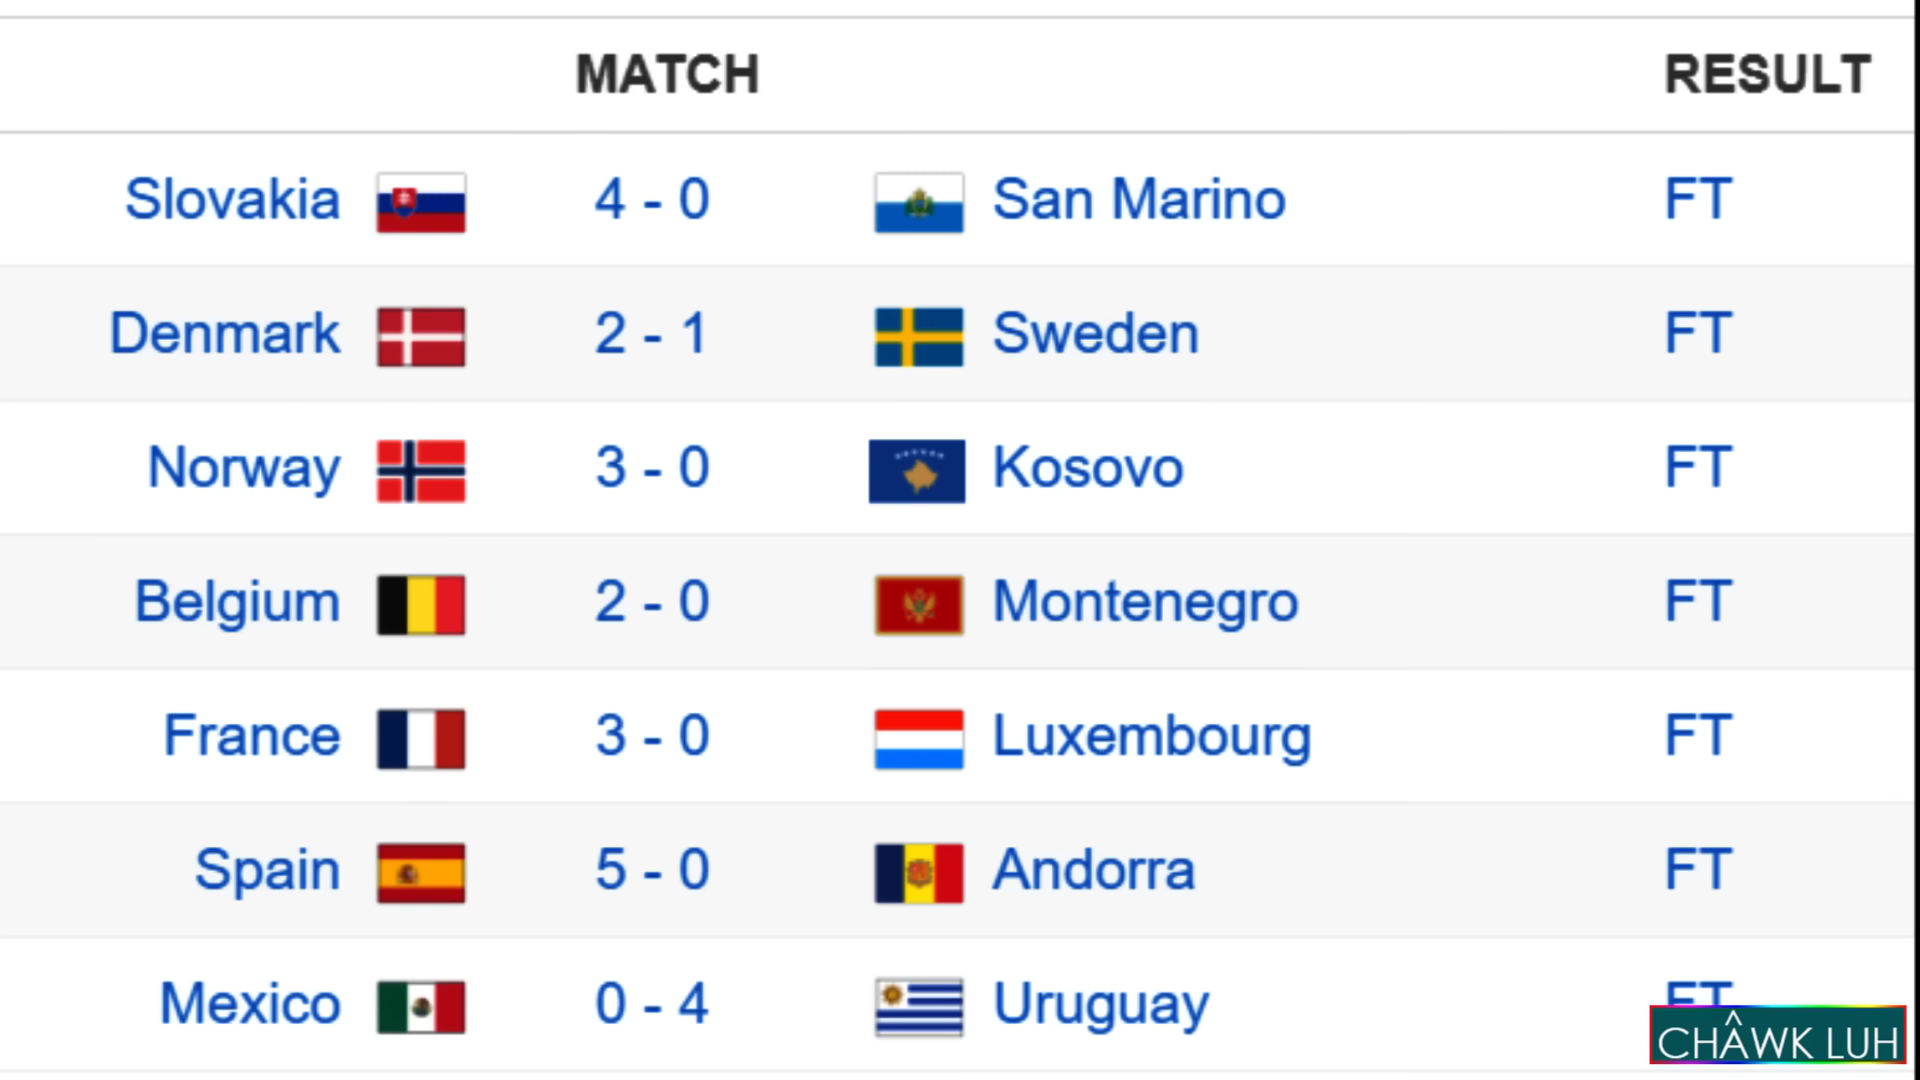 MATCH RESULT
Slovakia 4 - 0 San Marino FT
Denmark 2 - 1 Sweden FT
Norway 3 - 0 Kosovo FT
Belgium 2 - 0 Montenegro FT
France 3 - 0 Luxembourg FT
Spain 5 - 0 Andorra FT
Mexico 0 - 4 Uruguay FT
CHÂWK LUH